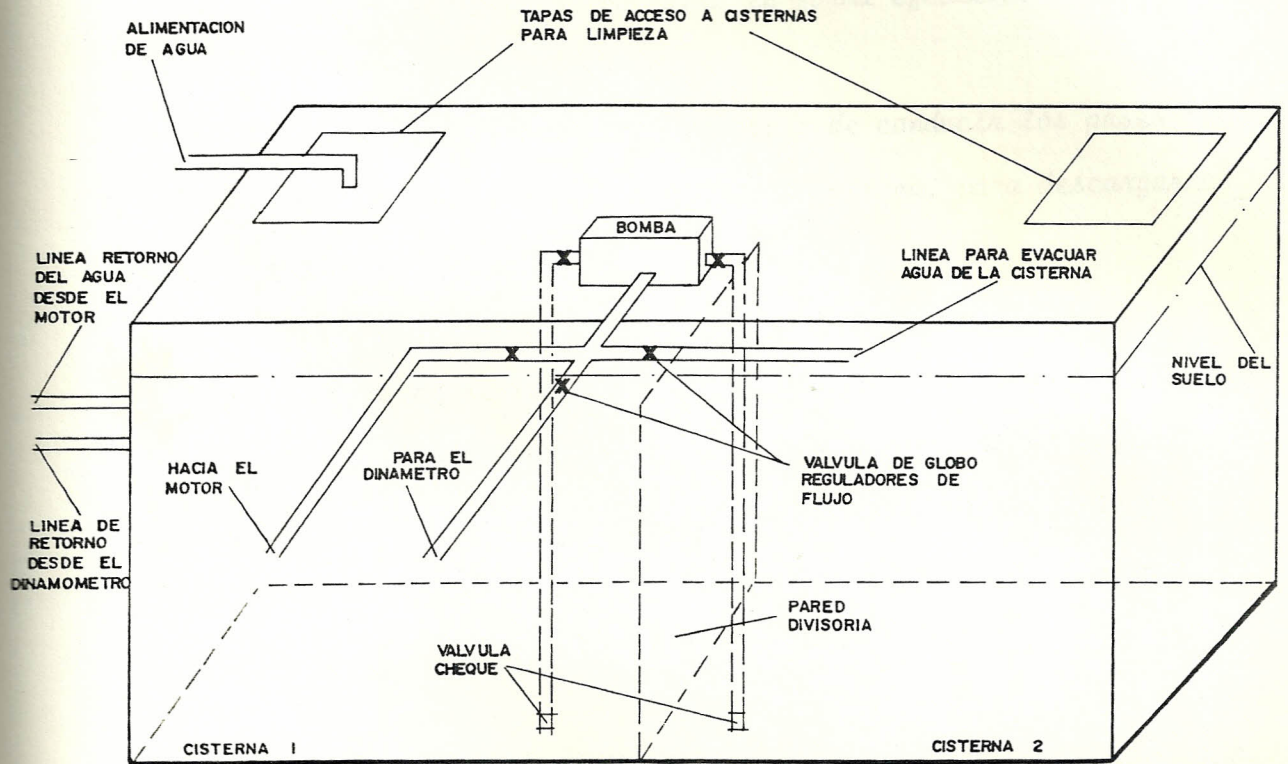 TAPAS DE ACCESO A CISTERNAS
PARA LIMPIEZA
ALIMENTACION
DE AGUA
BOMBA
LINEA RETORNO
DEL AGUA
DESDE EL
MOTOR
LINEA PARA EVACUAR
AGUA DE LA CISTERNA
NIVEL DEL
SUELO
HACIA EL
MOTOR
PARA EL
DINAMETRO
VALVULA DE GLOBO
REGULADORES DE
FLUJO
LINEA DE
RETORNO
DESDE EL
DINAMOMETRO
PARED
DIVISORIA
VALVULA
CHEQUE
CISTERNA 1
CISTERNA 2